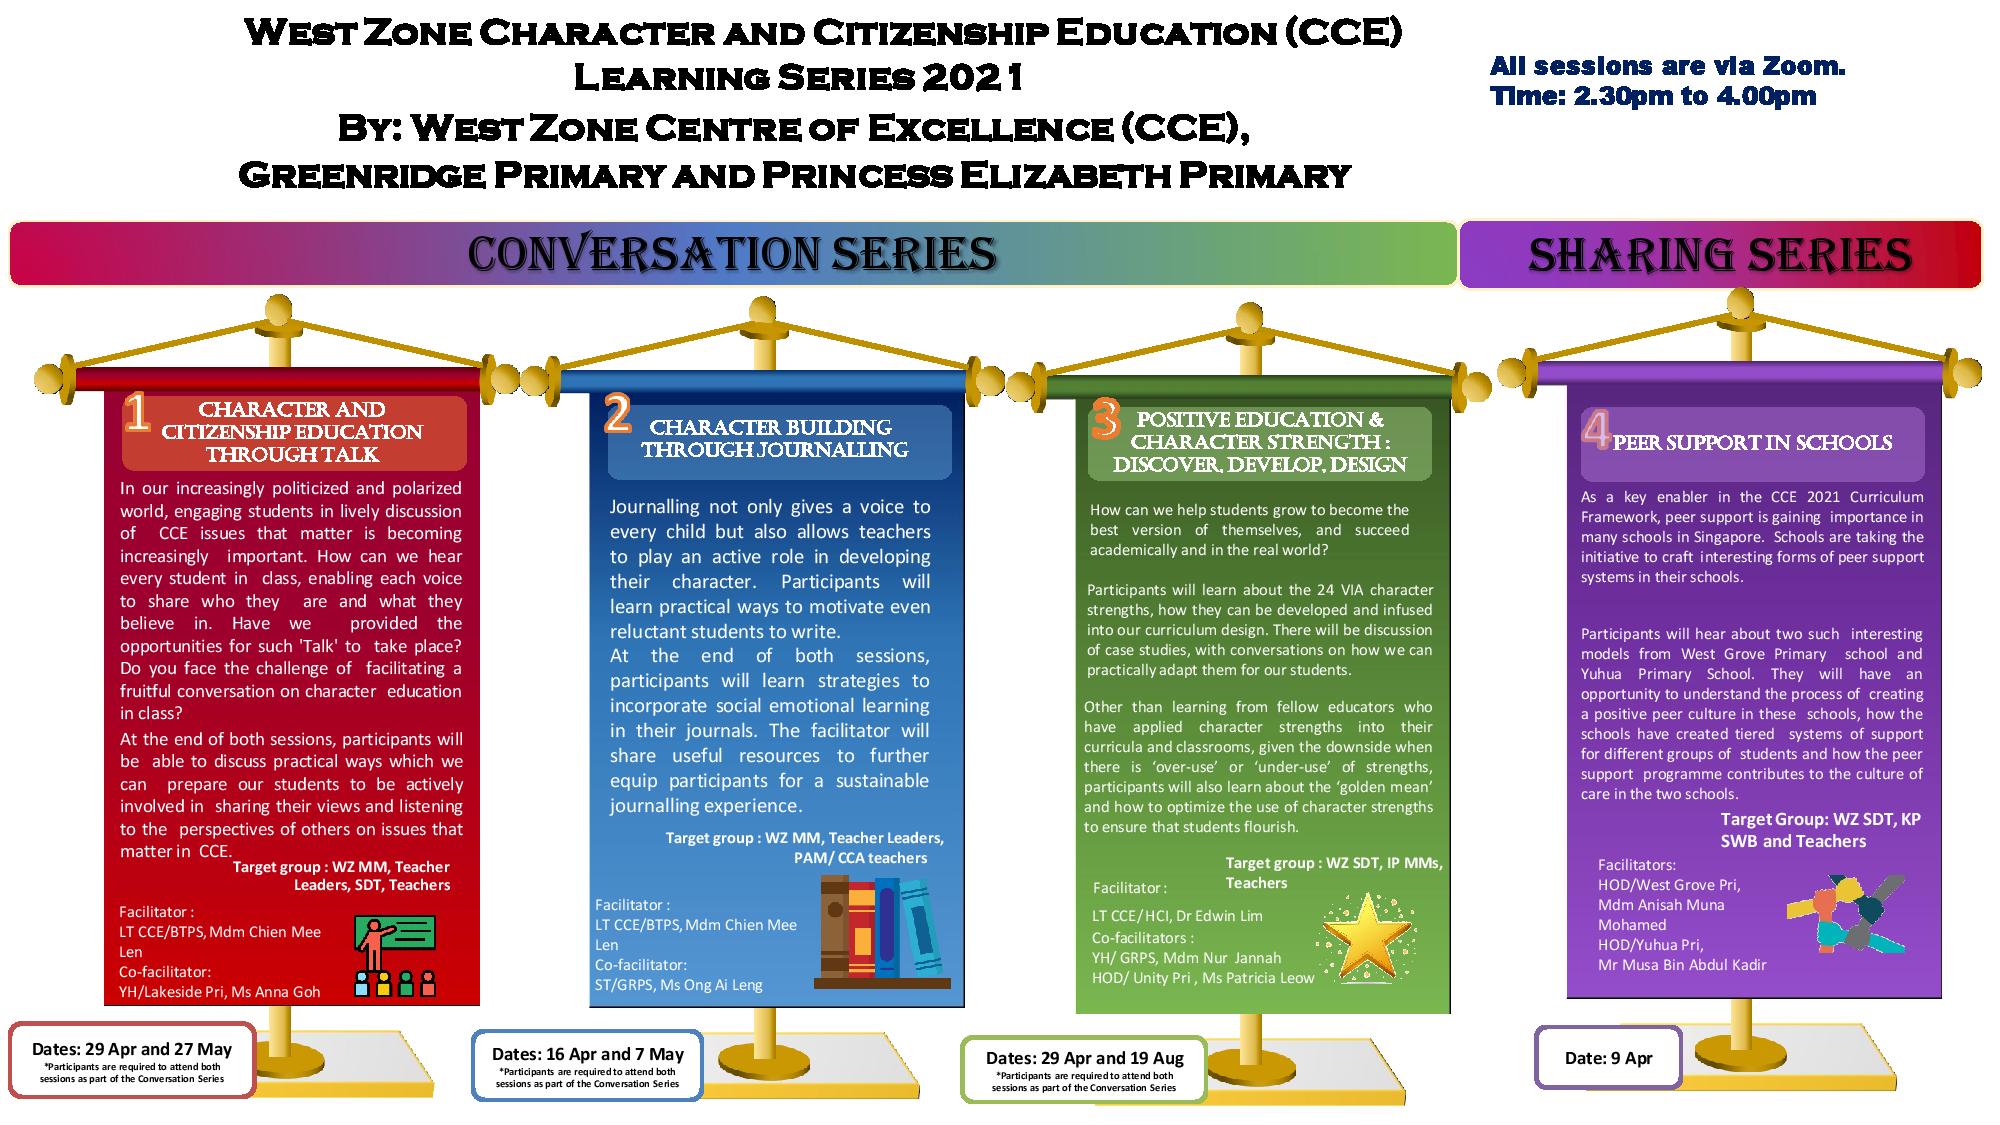 West Zone Character and Citizenship Education (CCE)
Learning Series 2021
By: West Zone Centre of Excellence (CCE),
Greenridge Primary and Princess Elizabeth Primary
All sessions are via Zoom.
Time: 2.30pm to 4.00pm
CONVERSATION SERIES
SHARING SERIES
1
CHARACTER AND
CITIZENSHIP EDUCATION
THROUGH TALK
In our increasingly politicized and polarized
world, engaging students in lively discussion
of CCE issues that matter is becoming
increasingly important. How can we hear
every student in class, enabling each voice
to share who they are and what they
believe in. Have we provided the
opportunities for such 'Talk' to take place?
Do you face the challenge of facilitating a
fruitful conversation on character education
in class?
At the end of both sessions, participants will
be able to discuss practical ways which we
can prepare our students to be actively
involved in sharing their views and listening
to the perspectives of others on issues that
matter in CCE.
Target group : WZ MM, Teacher
Leaders, SDT, Teachers
Facilitator :
LT CCE/BTPS, Mdm Chien Mee
Len
Co-facilitator:
YH/Lakeside Pri, Ms Anna Goh
Dates: 29 Apr and 27 May
*Participants are required to attend both
sessions as part of the Conversation Series
2
CHARACTER BUILDING
THROUGH JOURNALLING
Journalling not only gives a voice to
every child but also allows teachers
to play an active role in developing
their character. Participants will
learn practical ways to motivate even
reluctant students to write.
At the end of both sessions,
participants will learn strategies to
incorporate social emotional learning
in their journals. The facilitator will
share useful resources to further
equip participants for a sustainable
journalling experience.
Target group : WZ MM, Teacher Leaders,
PAM/ CCA teachers
Facilitator :
LT CCE/BTPS, Mdm Chien Mee
Len
Co-facilitator:
ST/GRPS, Ms Ong Ai Leng
Dates: 16 Apr and 7 May
*Participants are required to attend both
sessions as part of the Conversation Series
3
POSITIVE EDUCATION &
CHARACTER STRENGTH :
DISCOVER, DEVELOP, DESIGN
How can we help students grow to become the
best version of themselves, and succeed
academically and in the real world?
Participants will learn about the 24 VIA character
strengths, how they can be developed and infused
into our curriculum design. There will be discussion
of case studies, with conversations on how we can
practically adapt them for our students.
Other than learning from fellow educators who
have applied character strengths into their
curricula and classrooms, given the downside when
there is ‘over-use’ or ‘under-use’ of strengths,
participants will also learn about the ‘golden mean’
and how to optimize the use of character strengths
to ensure that students flourish.
Target group : WZ SDT, IP MMs,
Teachers
Facilitator :
LT CCE/HCI, Dr Edwin Lim
Co-facilitators :
YH/ GRPS, Mdm Nur Jannah
HOD/ Unity Pri , Ms Patricia Leow
Dates: 29 Apr and 19 Aug
*Participants are required to attend both
sessions as part of the Conversation Series
4
PEER SUPPORT IN SCHOOLS
As a key enabler in the CCE 2021 Curriculum
Framework, peer support is gaining importance in
many schools in Singapore. Schools are taking the
initiative to craft interesting forms of peer support
systems in their schools.
Participants will hear about two such interesting
models from West Grove Primary school and
Yuhua Primary School. They will have an
opportunity to understand the process of creating
a positive peer culture in these schools, how the
schools have created tiered systems of support
for different groups of students and how the peer
support programme contributes to the culture of
care in the two schools.
Target Group: WZ SDT, KP
SWB and Teachers
Facilitators:
HOD/West Grove Pri,
Mdm Anisah Muna
Mohamed
HOD/Yuhua Pri,
Mr Musa Bin Abdul Kadir
Date: 9 Apr